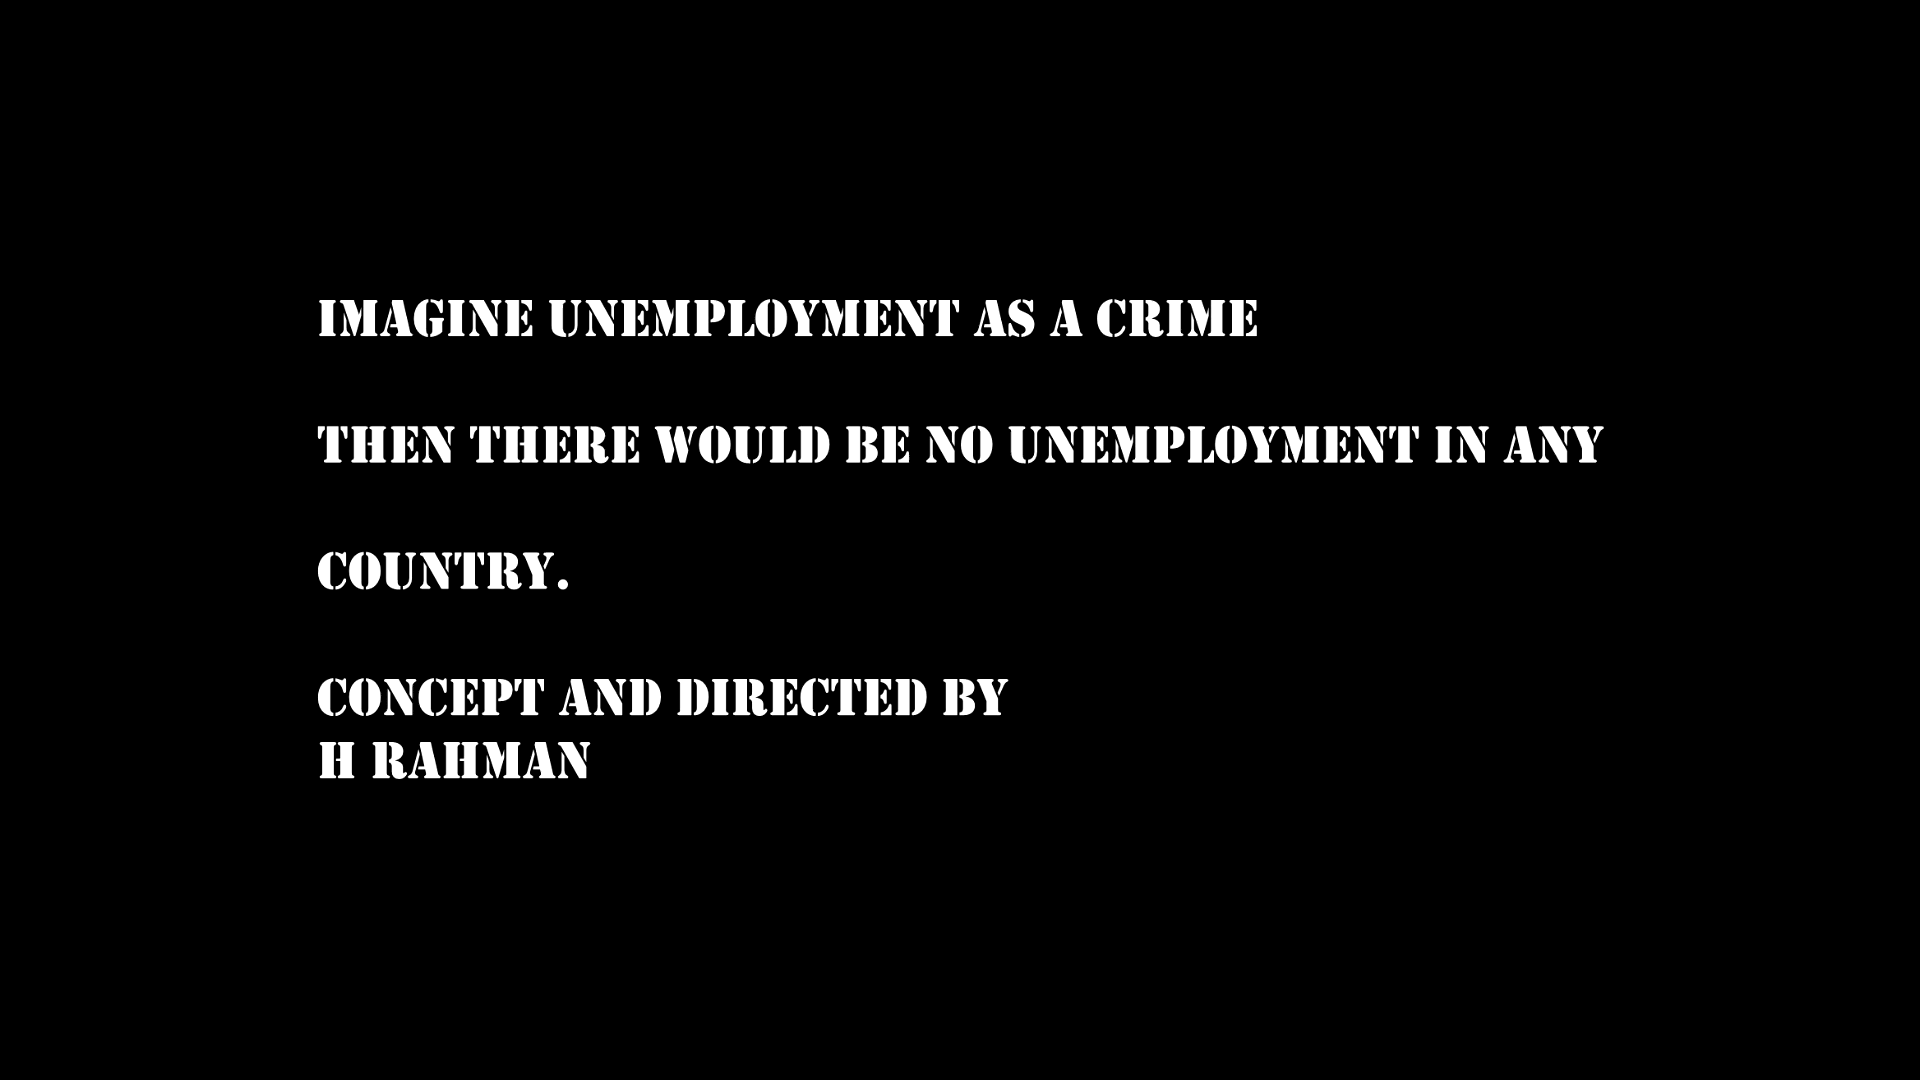 IMAGINE UNEMPLOYMENT AS A CRIME
THEN THERE WOULD BE NO UNEMPLOYMENT IN ANY
COUNTRY.
CONCEPT AND DIRECTED BY
H RAHMAN